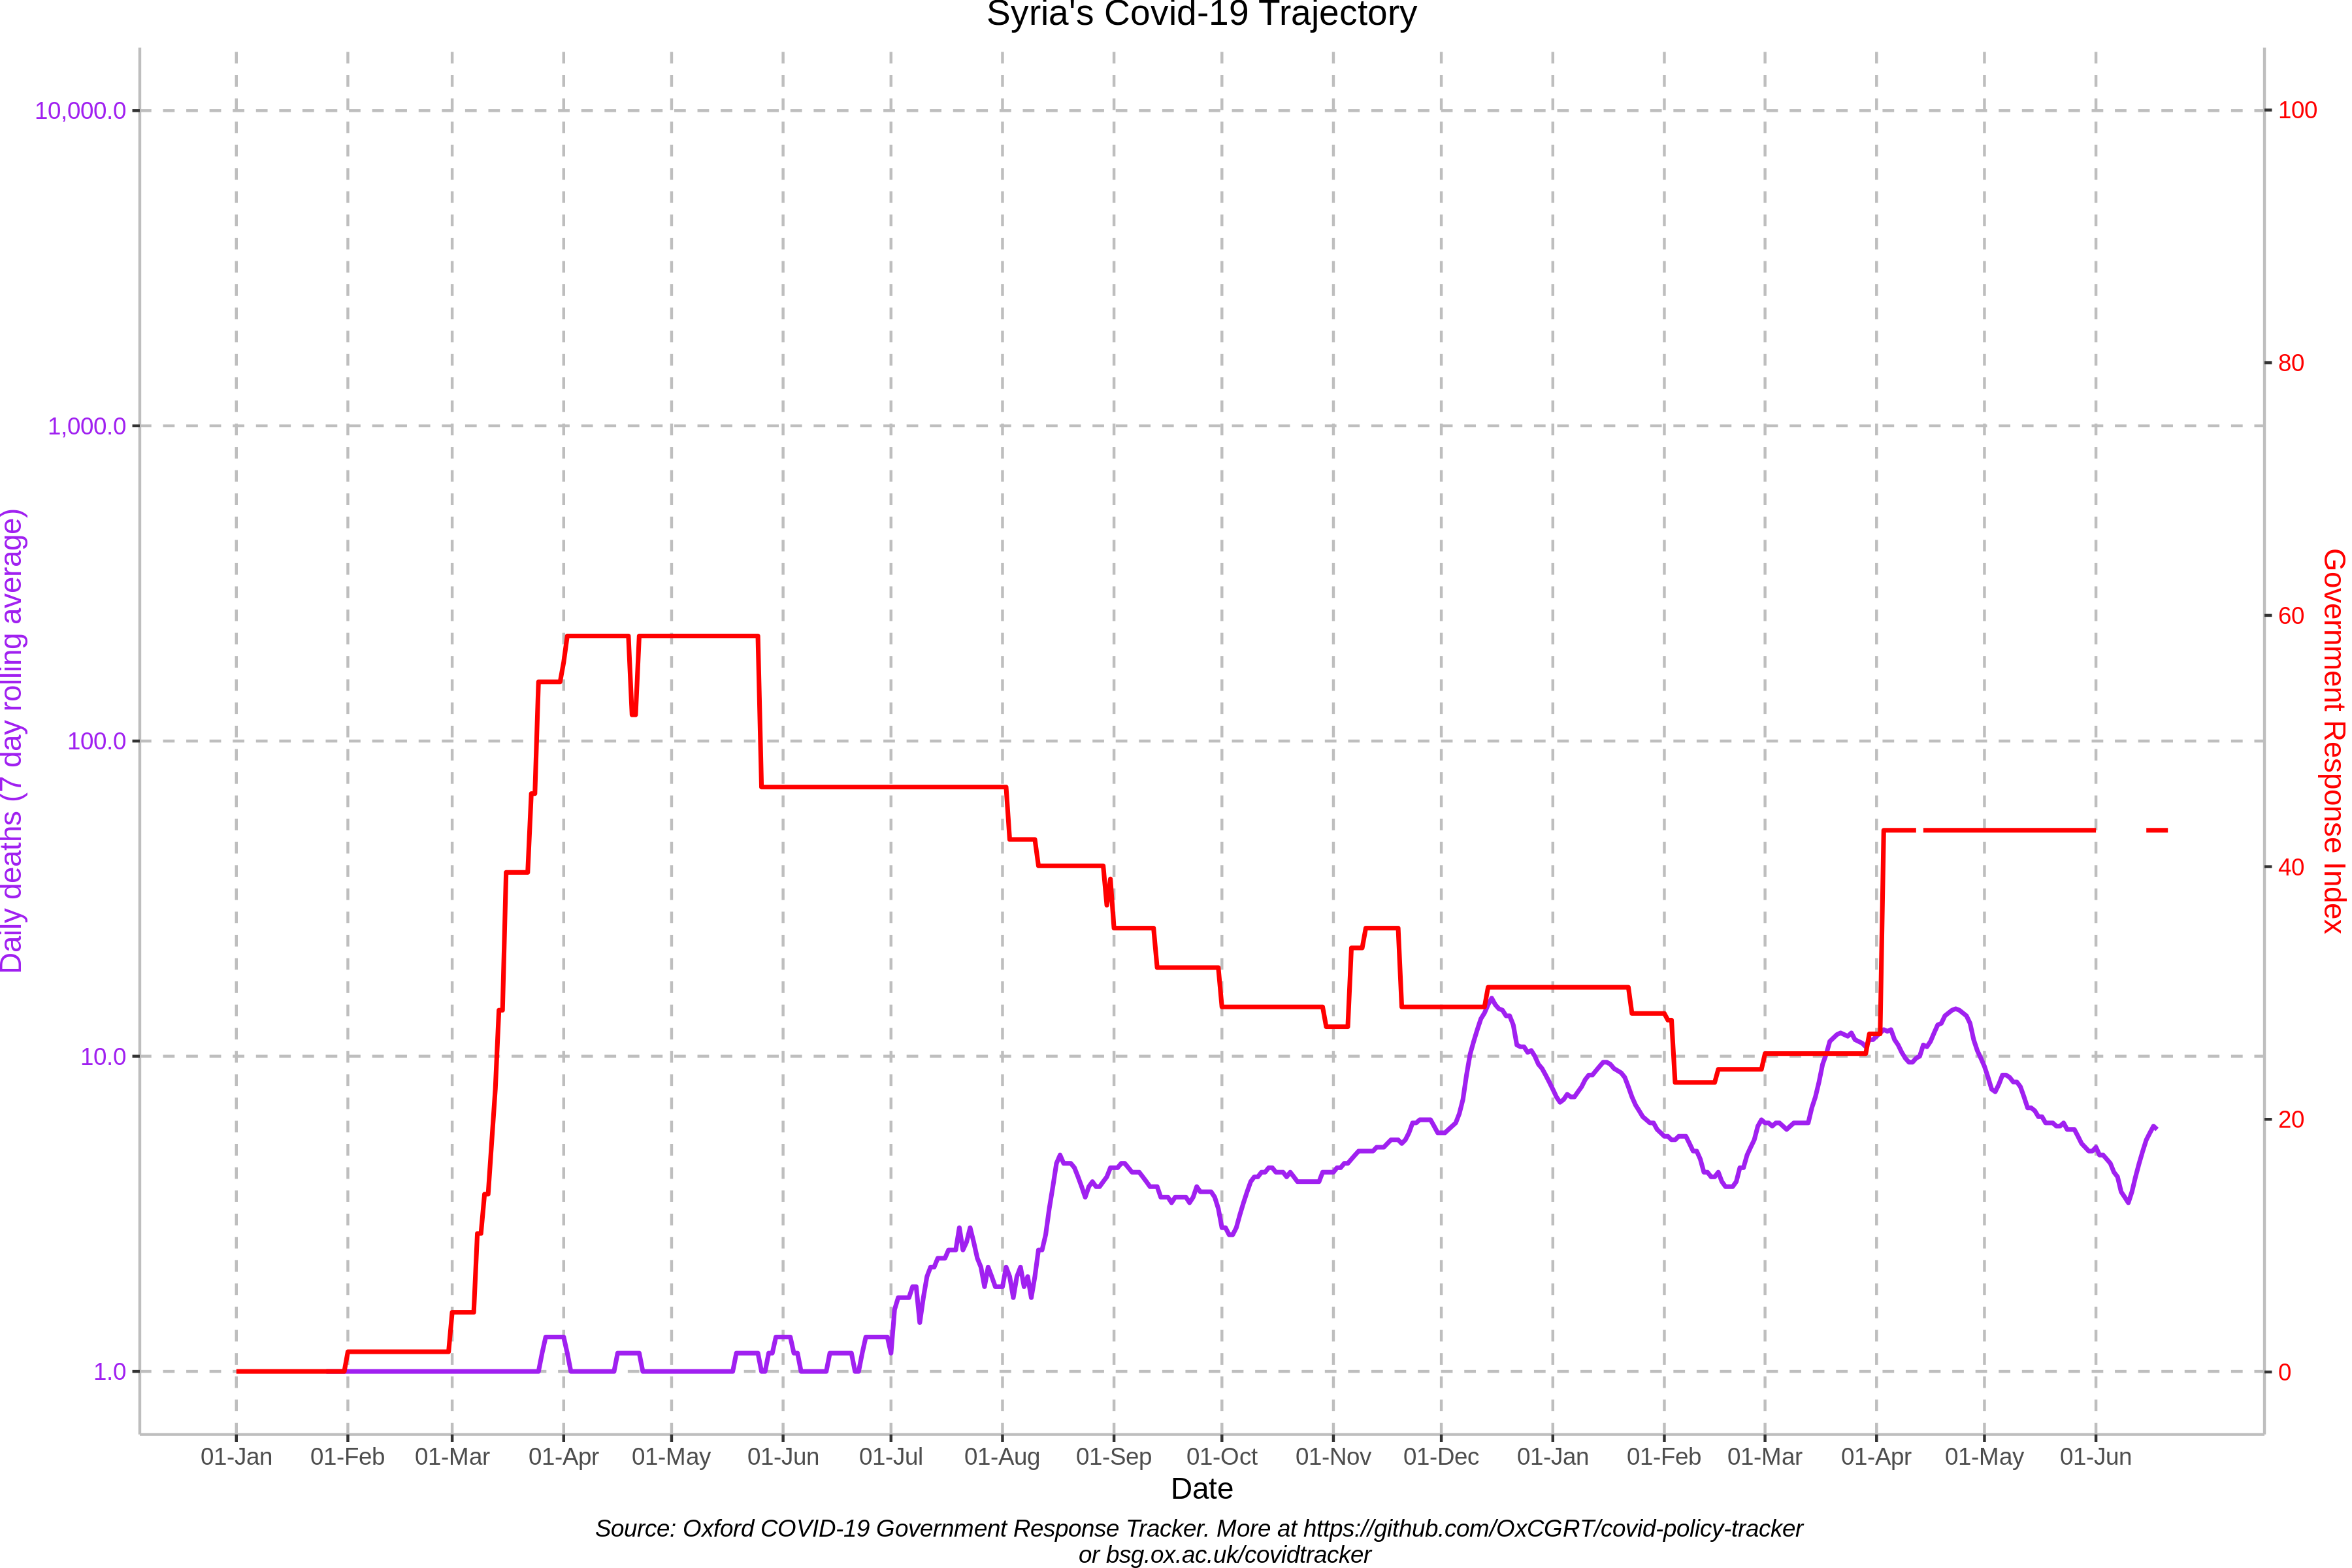 Syria's Covid-19 Trajectory
Daily deaths (7 day rolling average)
10,000.0
1,000.0
100.0
10.0
1.0
100
80
60
40
20
0
Government Response Index
01-Jan 01-Feb 01-Mar 01-Apr 01-May 01-Jun 01-Jul 01-Aug 01-Sep 01-Oct 01-Nov 01-Dec 01-Jan 01-Feb 01-Mar 01-Apr 01-May 01-Jun
Date
Source: Oxford COVID-19 Government Response Tracker. More at https://github.com/OxCGRT/covid-policy-tracker
or bsg.ox.ac.uk/covidtracker